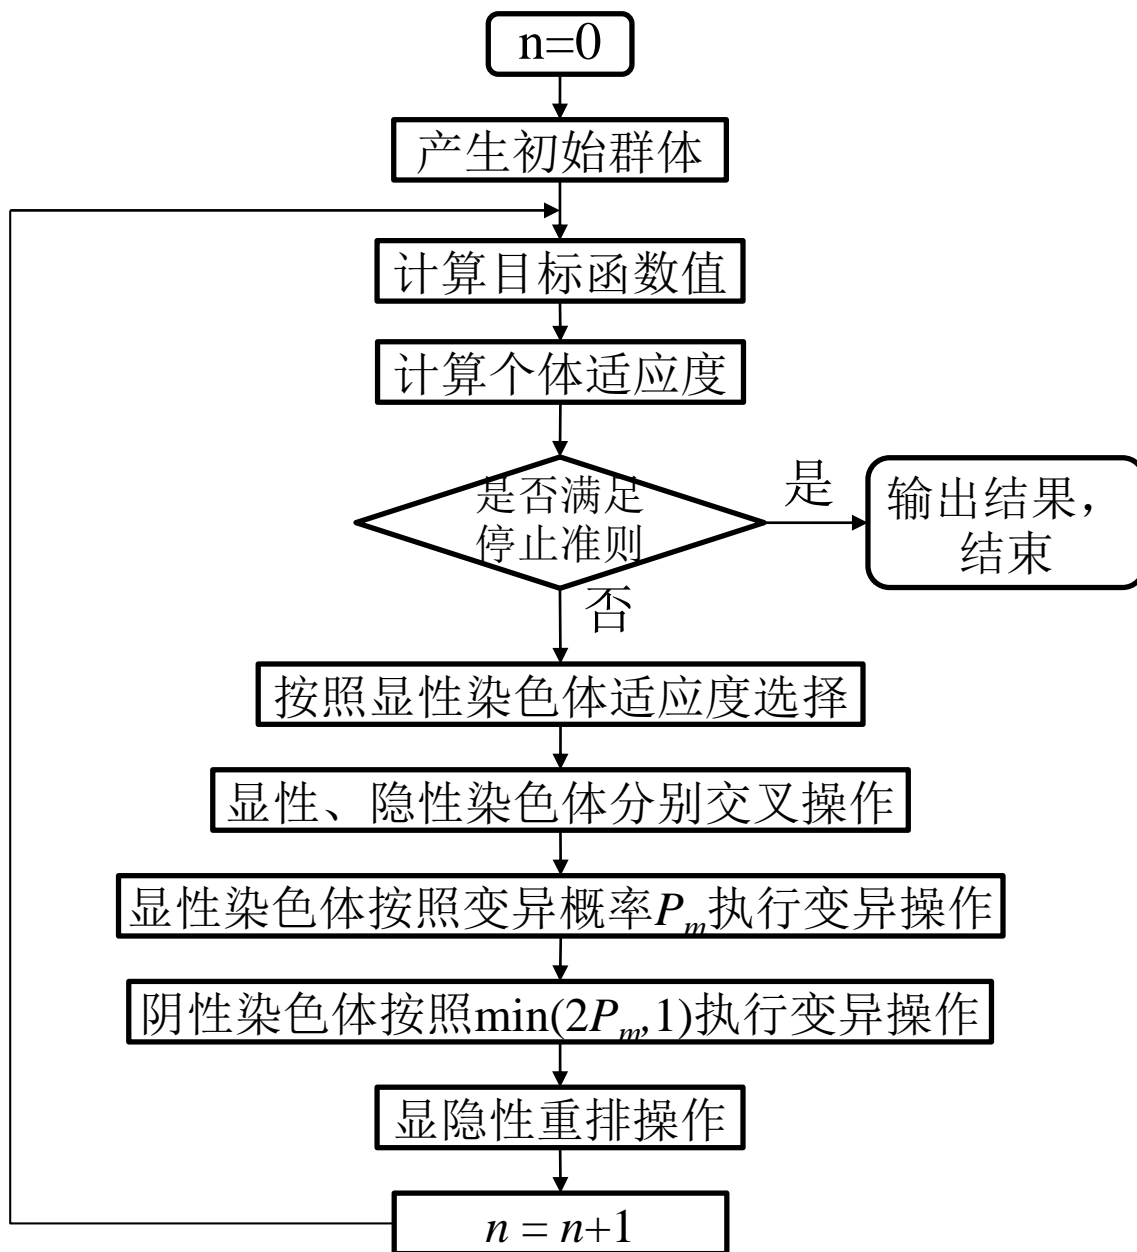 n=0
产生初始群体
计算目标函数值
计算个体适应度
是否满足
停止准则
是
输出结果，
结束
否
按照显性染色体适应度选择
显性、隐性染色体分别交叉操作
显性染色体按照变异概率Pm执行变异操作
阴性染色体按照min(2Pm,1)执行变异操作
显隐性重排操作
n = n+1